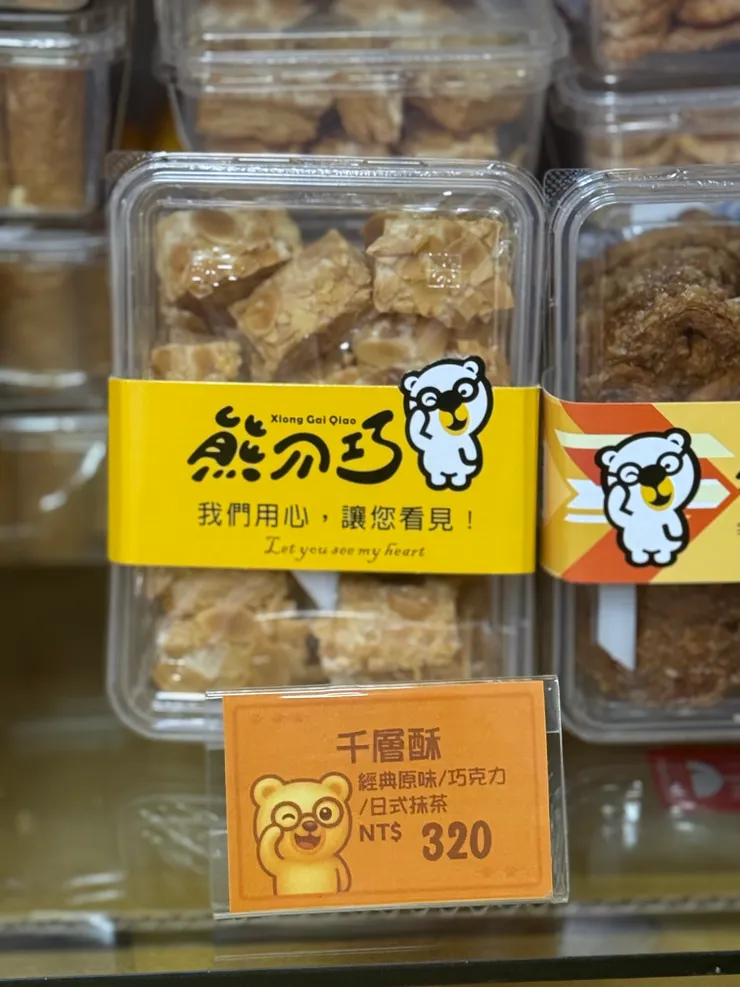 Xiong Gai Qiao
熊丐巧
我們用心，讓您看見！
Let you see my heart
千層酥
經典原味/巧克力
/日式抹茶
NT$ 320